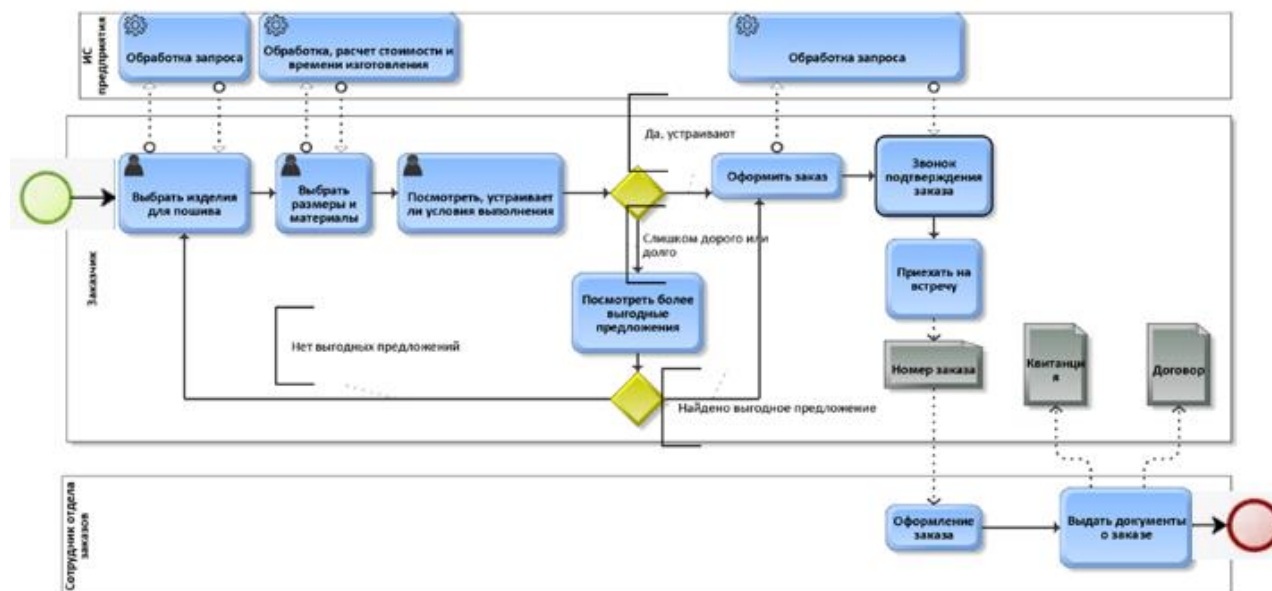 ИС
предприятия
Обработка запроса
Обработка, расчет стоимости и
времени изготовления
Обработка запроса
Заказчик
Выбрать изделия
для пошива
Выбрать
размеры и
материалы
Посмотреть, устраивает
ли условия выполнения
Да, устраивают
Оформить заказ
Звонок
подтверждения
заказа
Слишком дорого или
долго
Посмотреть более
выгодные
предложения
Приехать на
встречу
Нет выгодных предложений
Найдено выгодное предложение
Номер заказа
Квитанци
я
Договор
Сотрудник отдела
заказов
Оформление
заказа
Выдать документы
о заказе